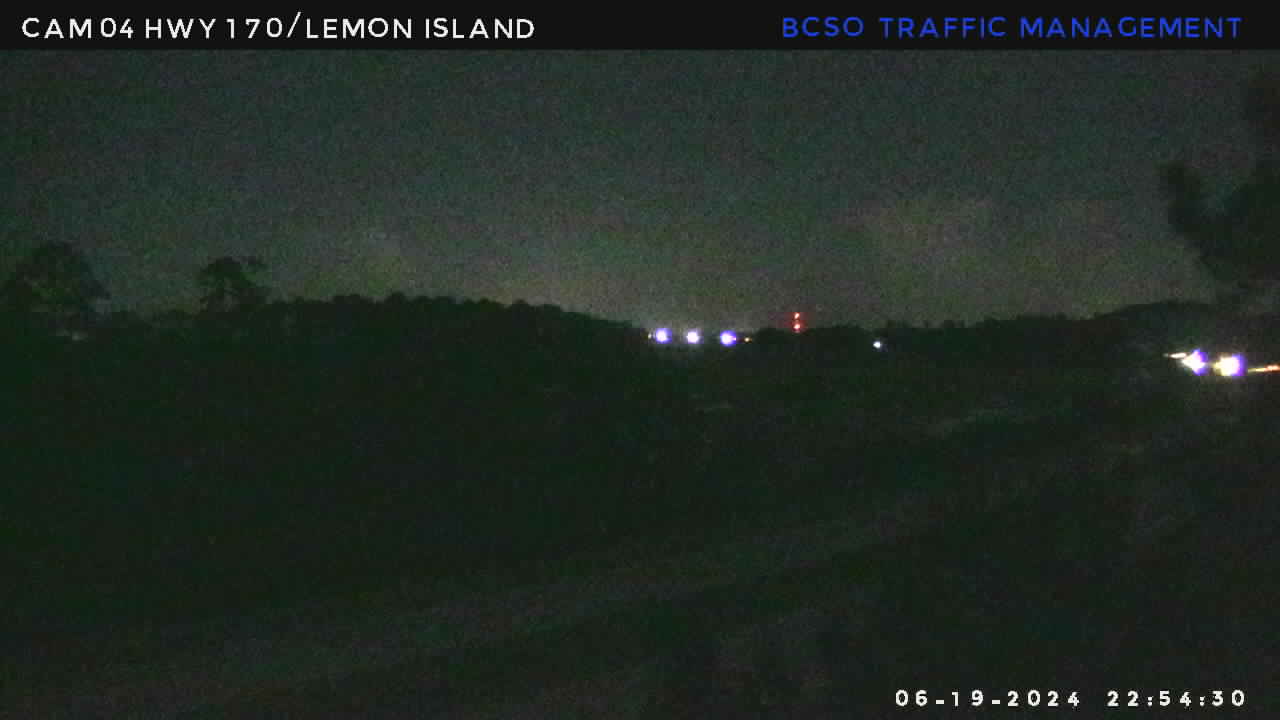 CAM04 HWY 170/LEMON ISLAND
BCSO TRAFFIC MANAGEMENT
06-19-2024 22:54:30